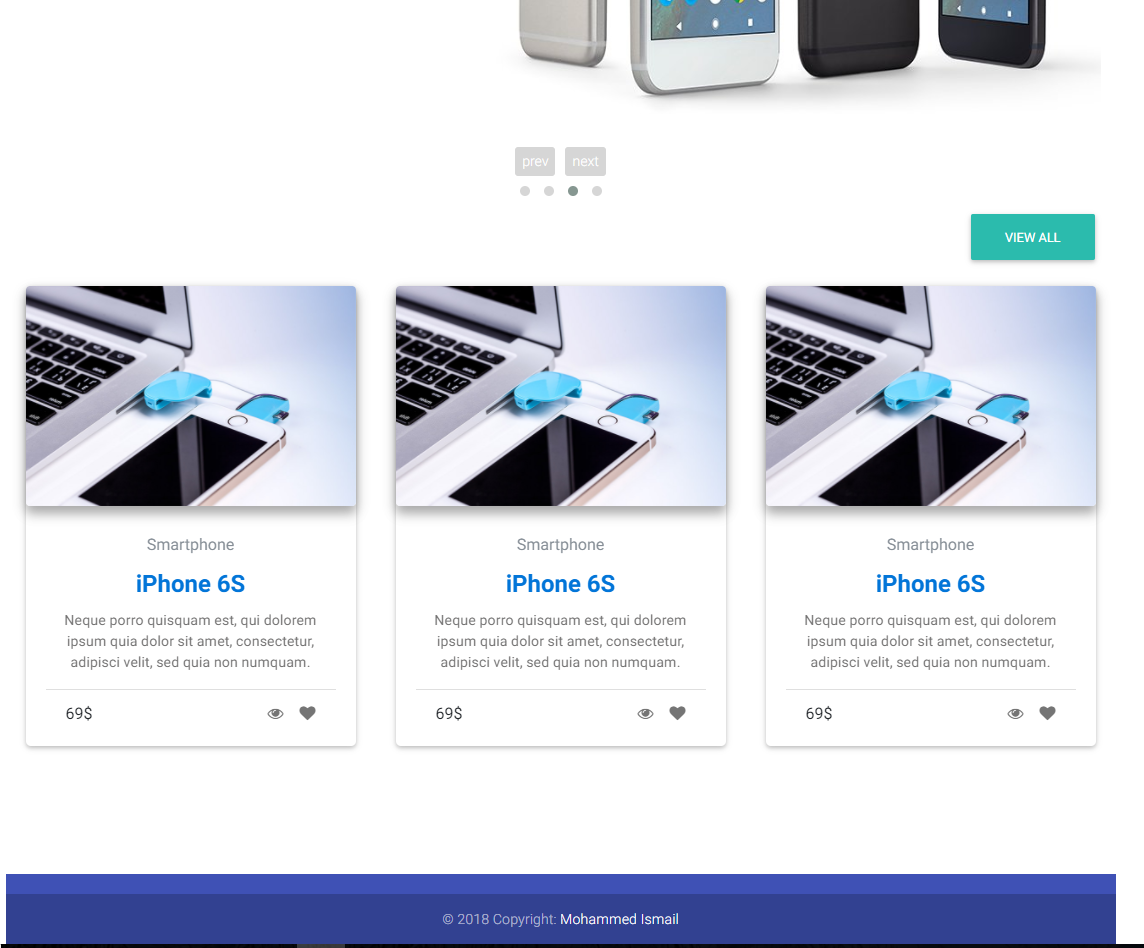 prev next
VIEW ALL
Smartphone
iPhone 6S
Neque porro quisquam est, qui dolorem
ipsum quia dolor sit amet, consectetur,
adipisci velit, sed quia non numquam.
69$
Smartphone
iPhone 6S
Neque porro quisquam est, qui dolorem
ipsum quia dolor sit amet, consectetur,
adipisci velit, sed quia non numquam.
69$
Smartphone
iPhone 6S
Neque porro quisquam est, qui dolorem
ipsum quia dolor sit amet, consectetur,
adipisci velit, sed quia non numquam.
69$
© 2018 Copyright: Mohammed Ismail